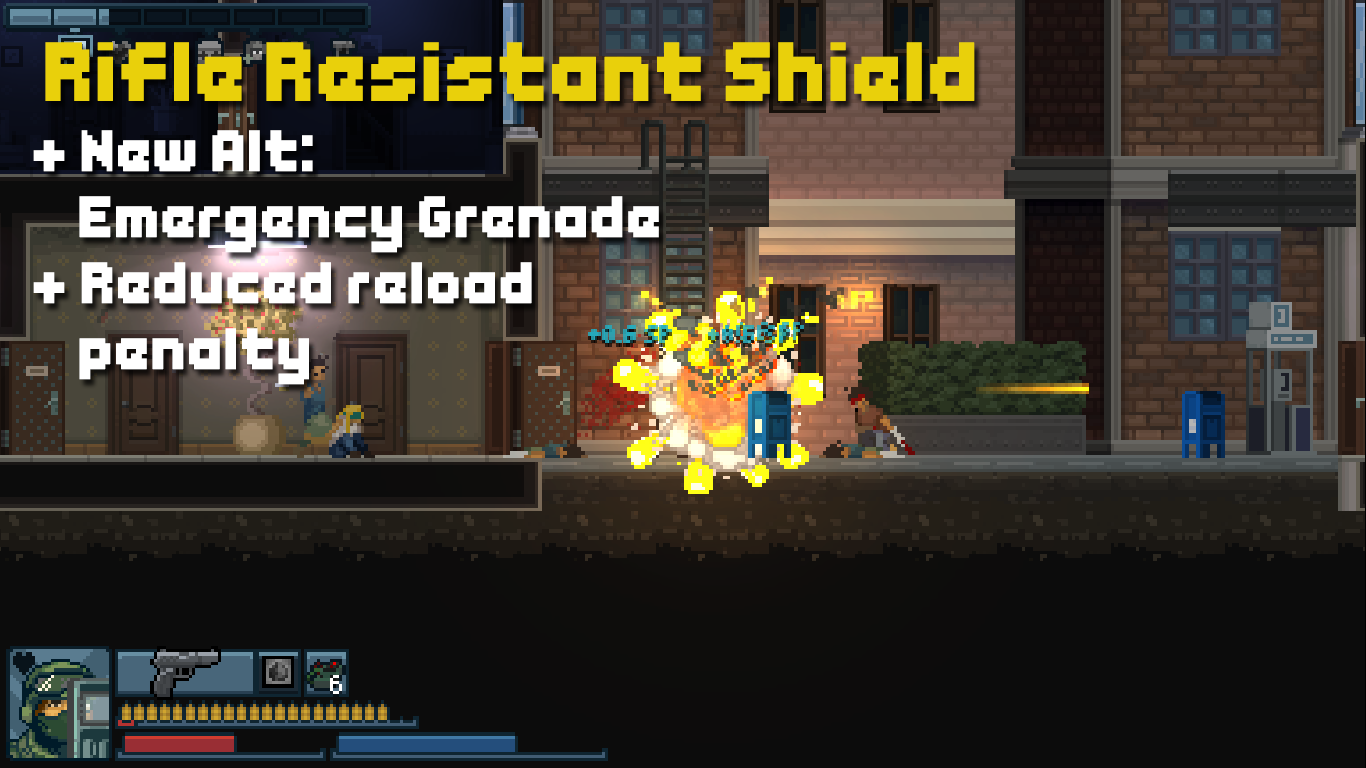 Rifle Resistant Shield
+ New Alt:
Emergency Grenade
+ Reduced reload
penalty
6